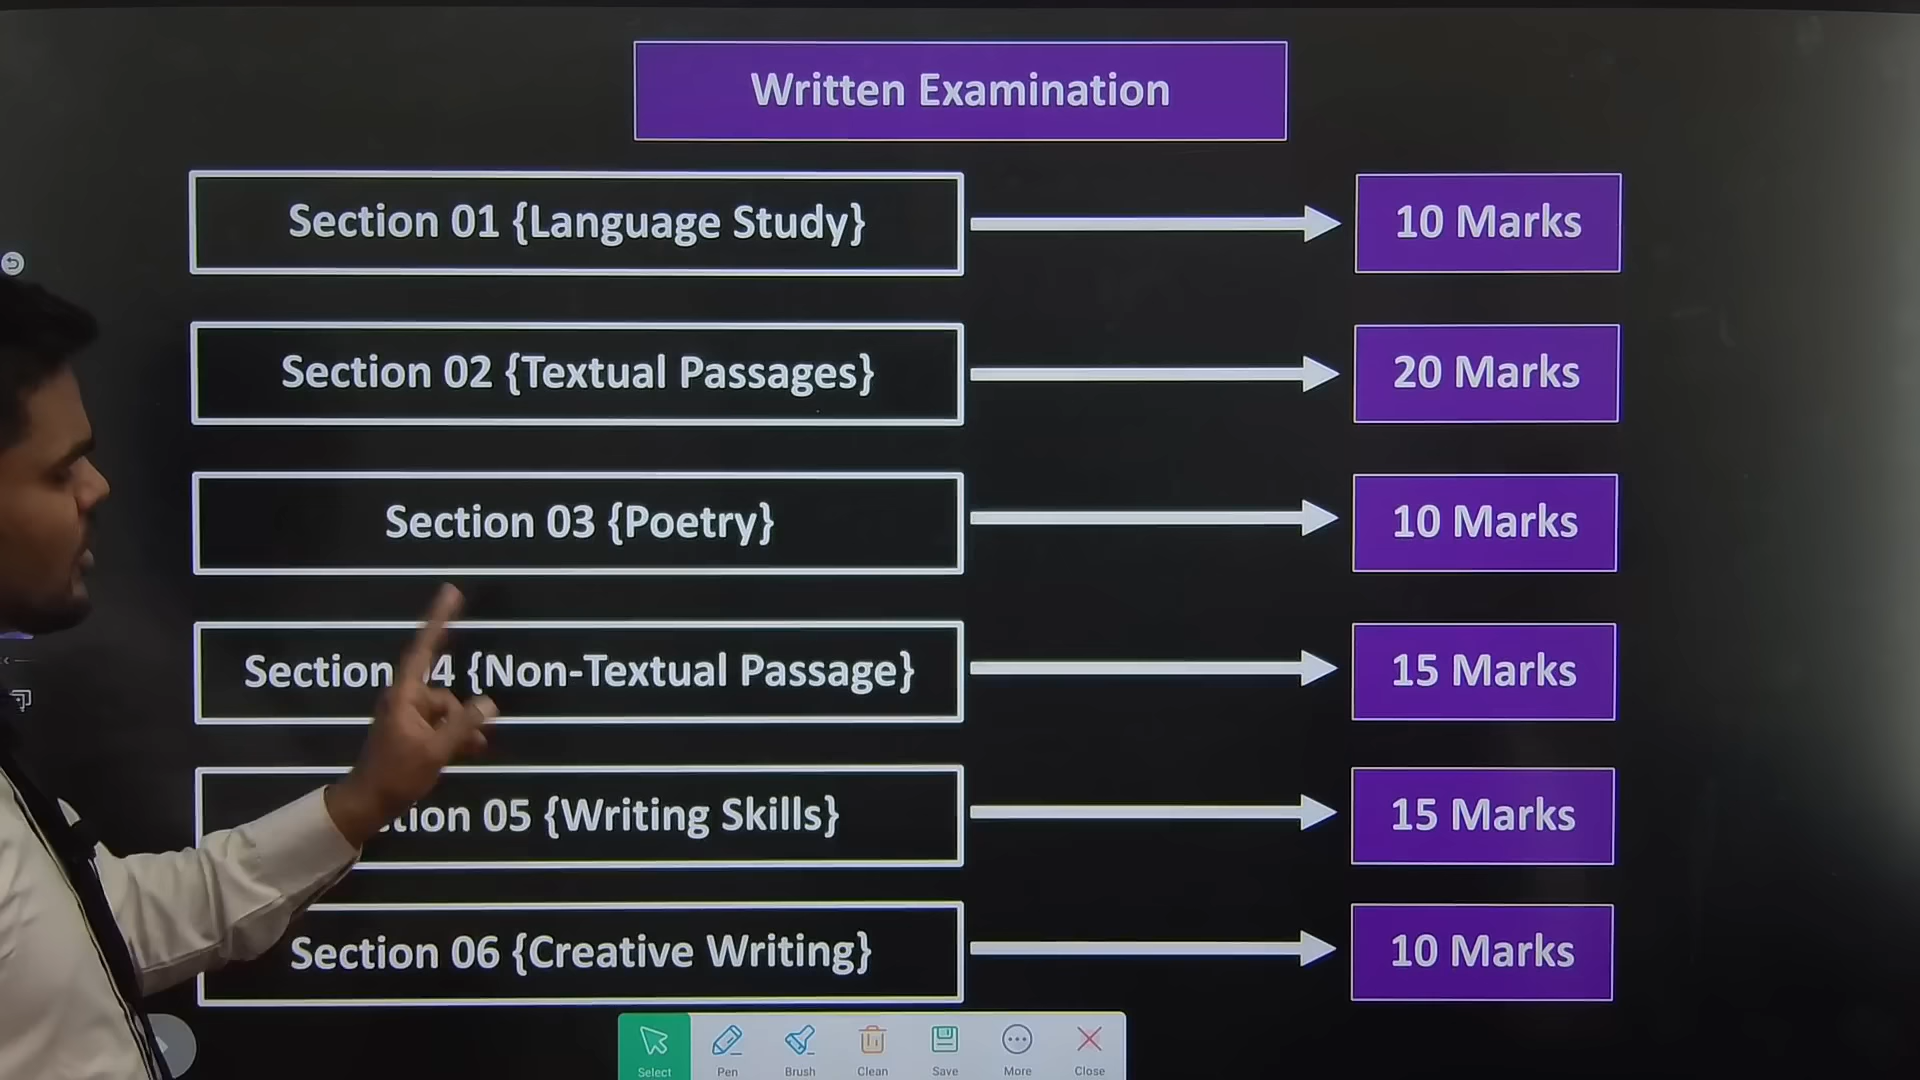 Written Examination
Section 01 {Language Study}
10 Marks
Section 02 {Textual Passages}
20 Marks
Section 03 {Poetry}
10 Marks
Section 4 {Non-Textual Passage}
15 Marks
tion 05 {Writing Skills}
15 Marks
Section 06 {Creative Writing}
10 Marks
Select Pen Brush Clean Save More Close